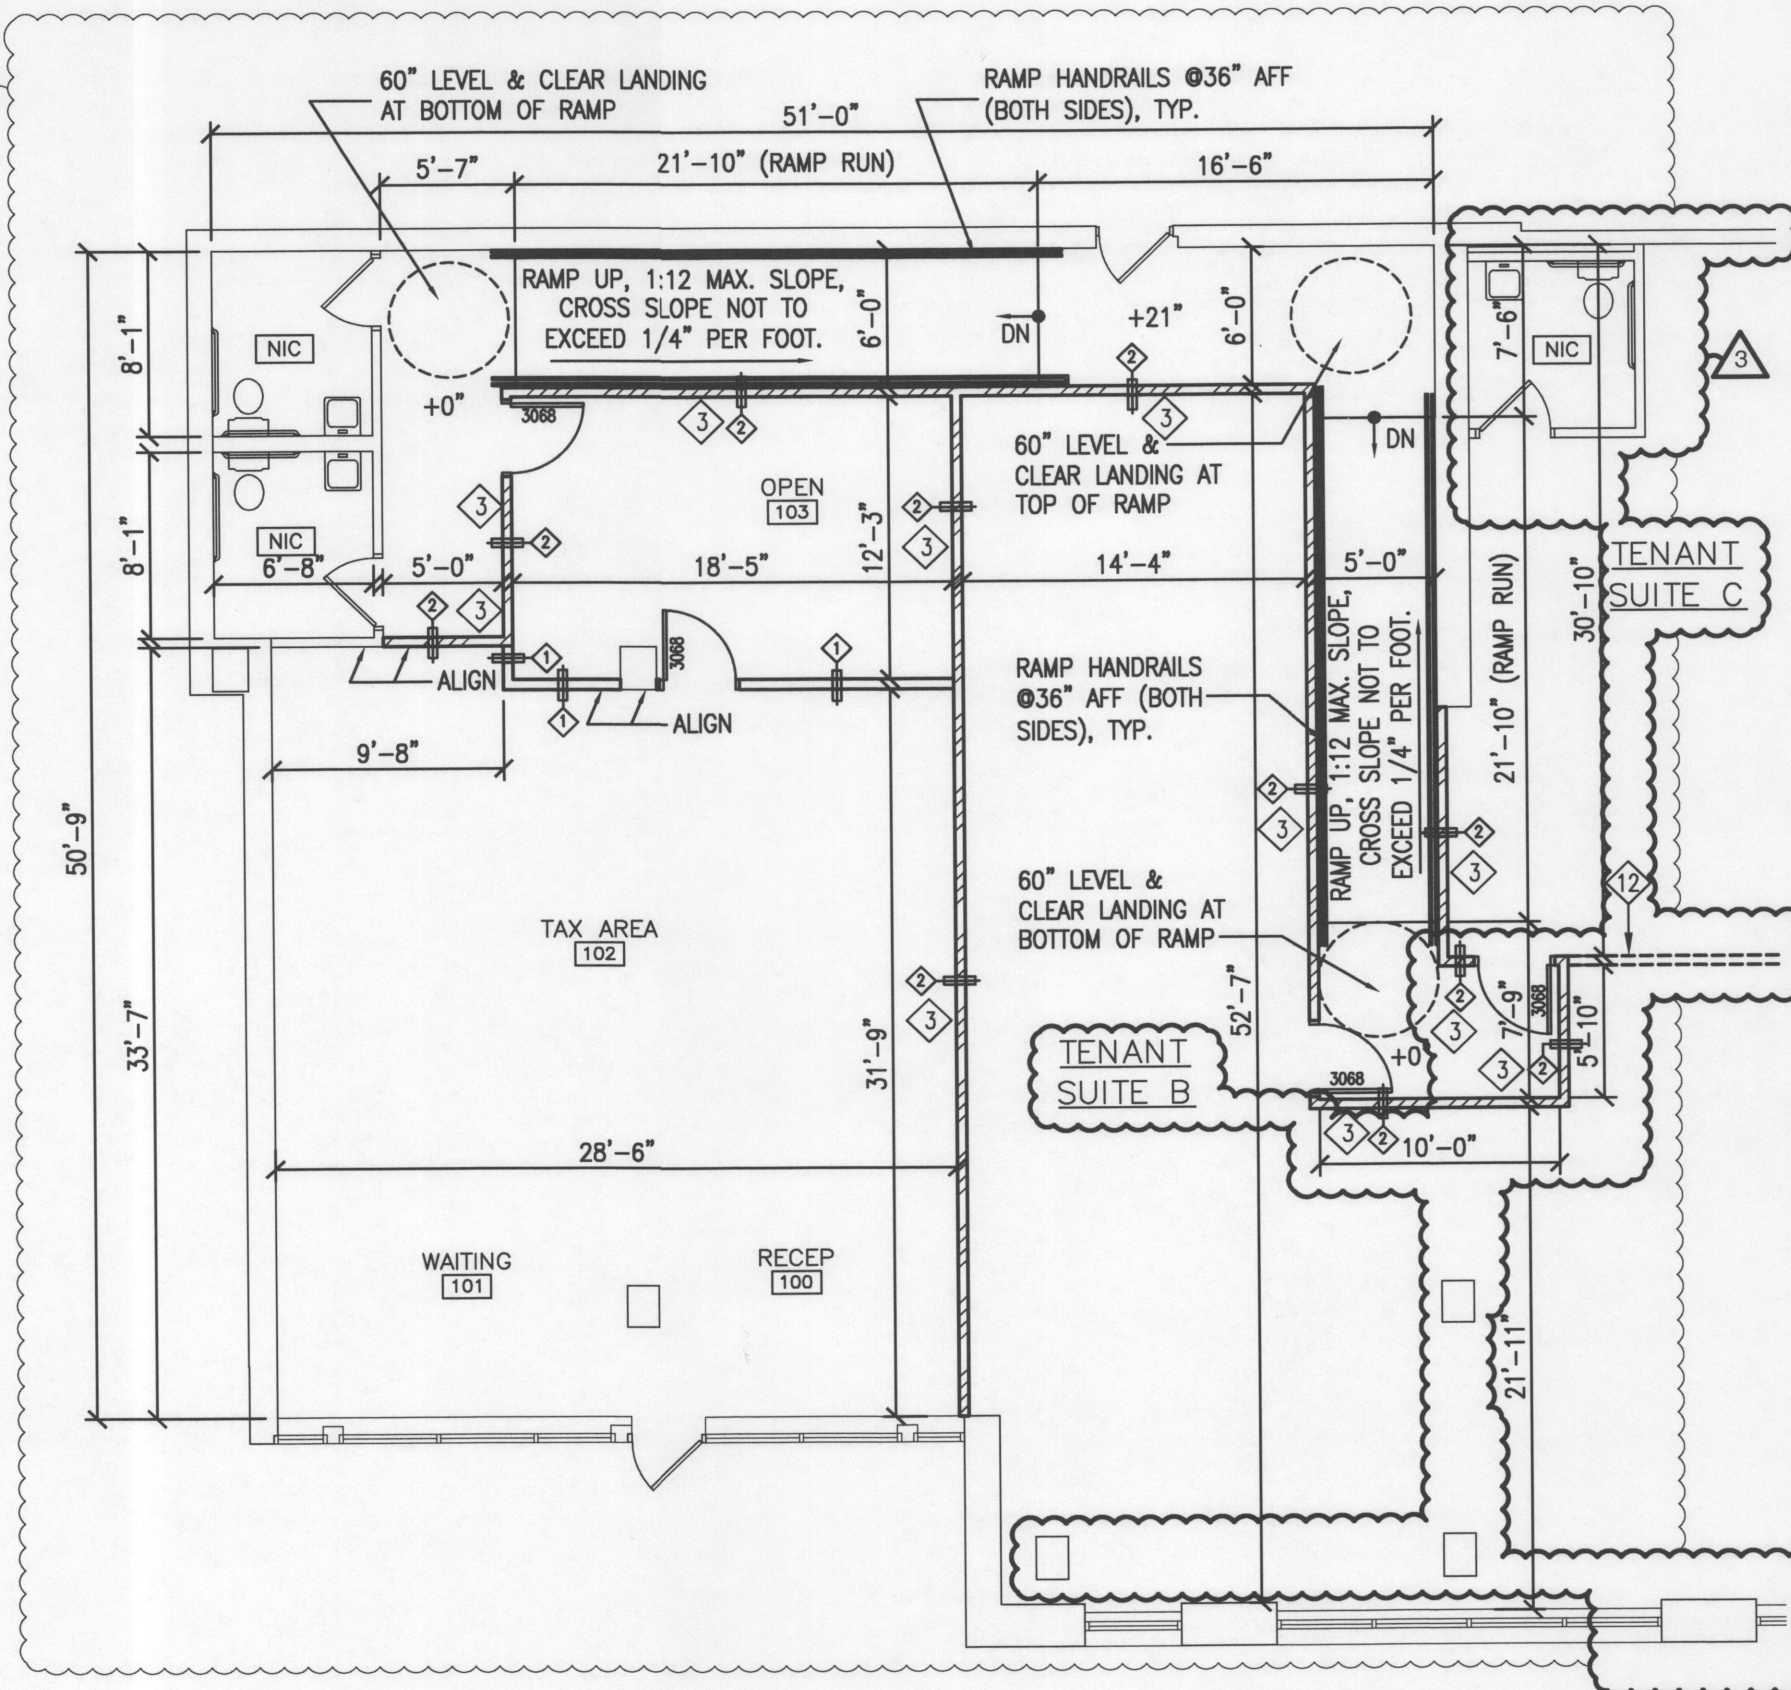 60" LEVEL & CLEAR LANDING
AT BOTTOM OF RAMP
RAMP HANDRAILS @36" AFF
(BOTH SIDES), TYP.
51'-0"
5'-7"
21'-10" (RAMP RUN)
16'-6"
RAMP UP, 1:12 MAX. SLOPE,
CROSS SLOPE NOT TO
EXCEED 1/4" PER FOOT.
6'-0"
DN
+21"
6'-0"
7'-6"
NIC
3
8'-1"
NIC
+0"
3068
3
2
2
3
DN
60" LEVEL &
CLEAR LANDING AT
TOP OF RAMP
OPEN
103
3
2
2
3
12'-3"
8'-1"
NIC
6'-8"
5'-0"
18'-5"
14'-4"
5'-0"
TENANT
SUITE C
30'-10"
21'-10" (RAMP RUN)
2
3
1
3068
1
ALIGN
1
ALIGN
RAMP HANDRAILS
@36" AFF (BOTH
SIDES), TYP.
RAMP UP, 1:12 MAX. SLOPE,
CROSS SLOPE NOT TO
EXCEED 1/4" PER FOOT.
9'-8"
50'-9"
2
3
2
3
60" LEVEL &
CLEAR LANDING AT
BOTTOM OF RAMP
12
TAX AREA
102
2
3
52'-7"
33'-7"
31'-9"
2
3
7'-9"
3068
5'-10"
3
2
+0
TENANT
SUITE B
3068
3
2
10'-0"
28'-6"
WAITING
101
RECEP
100
21'-11"